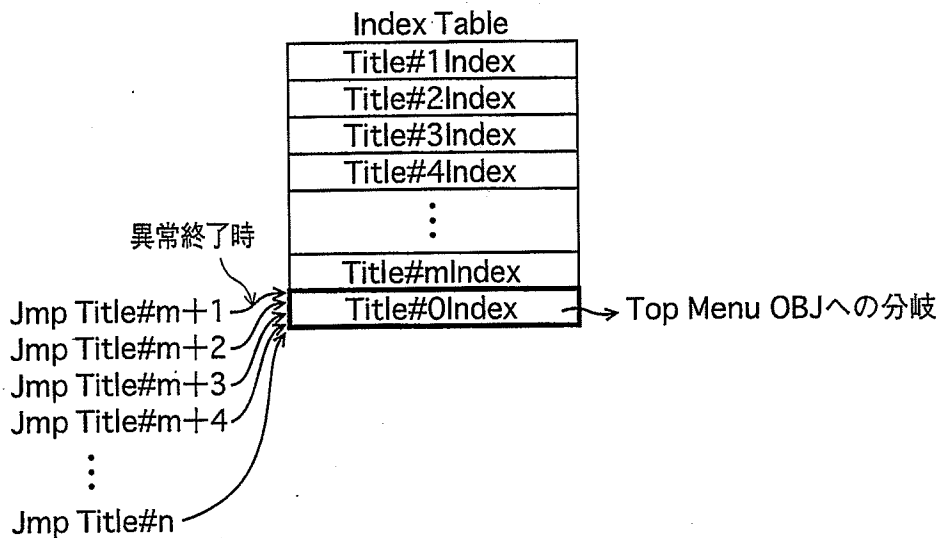 Index Table
Title#1Index
Title#2Index
Title#3Index
Title#4Index
⋮
異常終了時
Title#mIndex
Jmp Title#m+1
Title#0Index
Top Menu OBJへの分岐
Jmp Title#m+2
Jmp Title#m+3
Jmp Title#m+4
⋮
Jmp Title#n